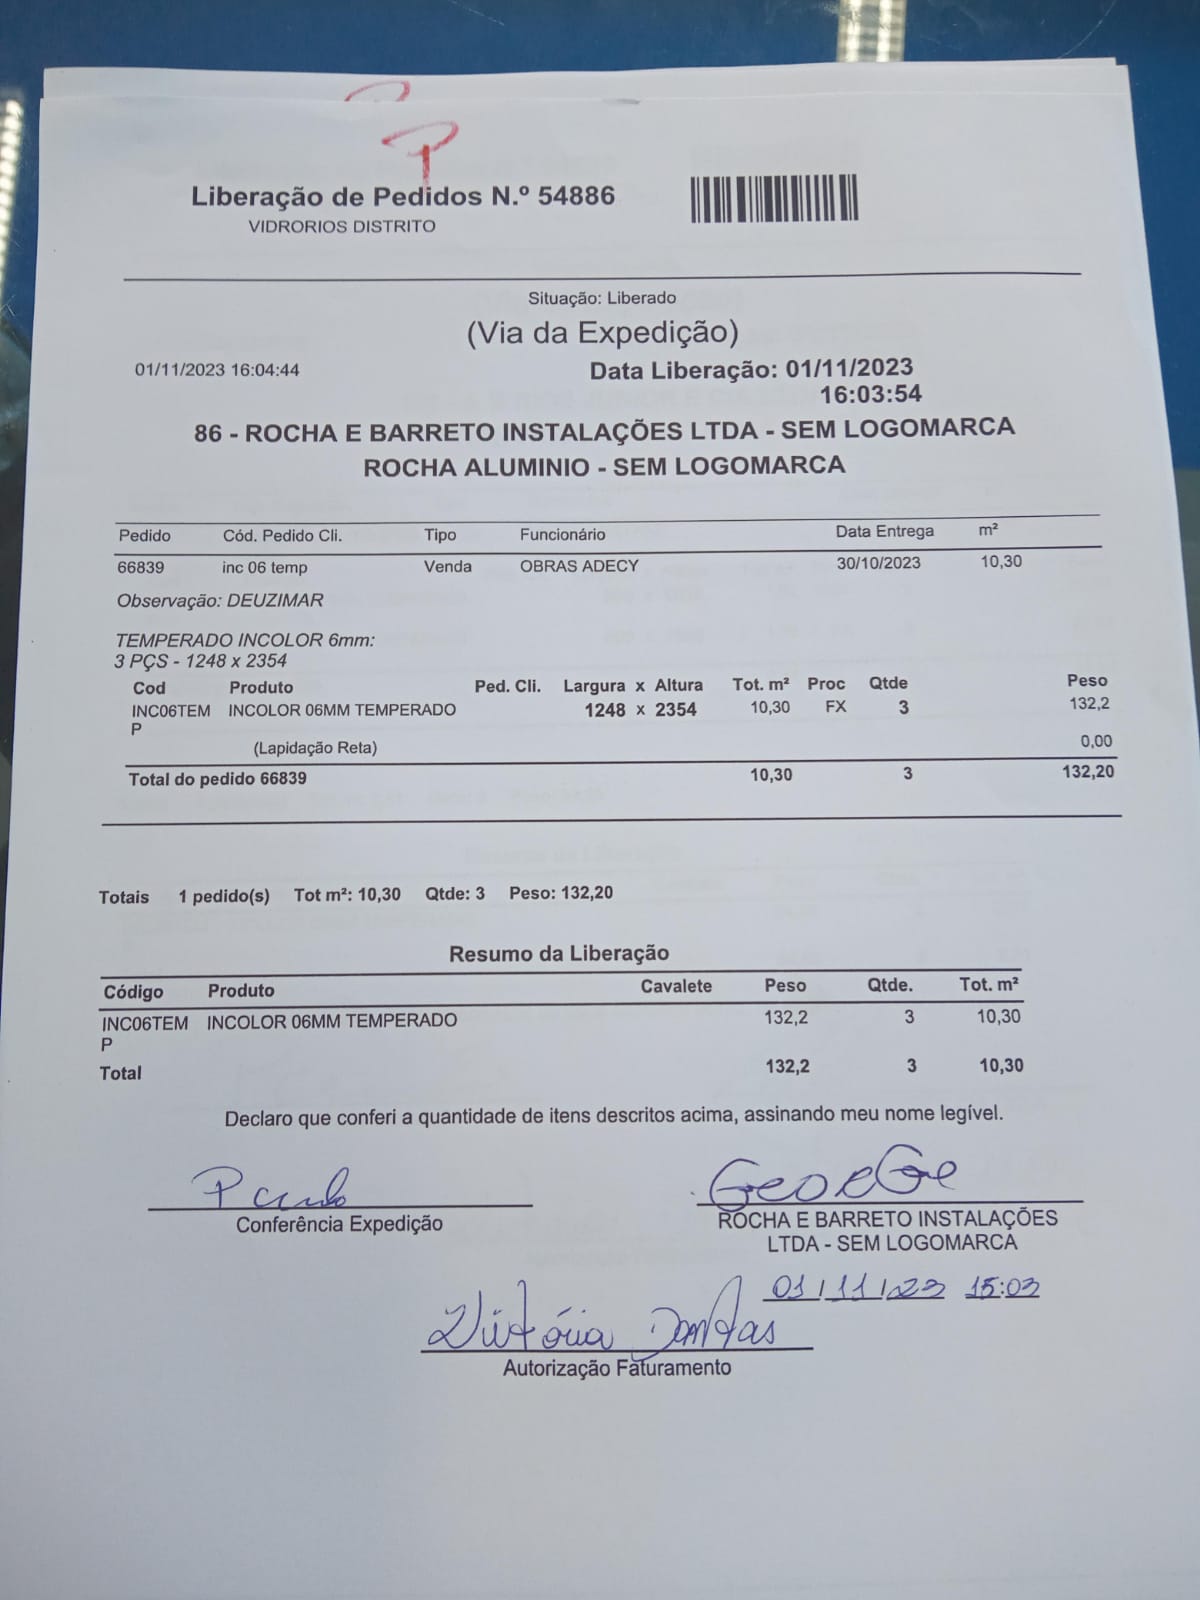 Liberação de Pedidos N.º 54886
VIDRORIOS DISTRITO
Situação: Liberado
(Via da Expedição)
01/11/2023 16:04:44 Data Liberação: 01/11/2023
16:03:54
86 - ROCHA E BARRETO INSTALAÇÕES LTDA - SEM LOGOMARCA
ROCHA ALUMINIO - SEM LOGOMARCA
Pedido Cód. Pedido Cli. Tipo Funcionário Data Entrega m²
66839 inc 06 temp Venda OBRAS ADECY 30/10/2023 10,30
Observação: DEUZIMAR
TEMPERADO INCOLOR 6mm:
3 PÇS - 1248 x 2354
Cod Produto Ped. Cli. Largura x Altura Tot. m² Proc Qtde Peso
INC06TEM INCOLOR 06MM TEMPERADO 1248 x 2354 10,30 FX 3 132,2
P
(Lapidação Reta) 0,00
Total do pedido 66839 10,30 3 132,20
Totais 1 pedido(s) Tot m²: 10,30 Qtde: 3 Peso: 132,20
Resumo da Liberação
Código Produto Cavalete Peso Qtde. Tot. m²
INC06TEM INCOLOR 06MM TEMPERADO 132,2 3 10,30
P
Total 132,2 3 10,30
Declaro que conferi a quantidade de itens descritos acima, assinando meu nome legível.
GEORGE
Conferência Expedição ROCHA E BARRETO INSTALAÇÕES
LTDA - SEM LOGOMARCA
01/11/23 15:03
Vitória Dantas
Autorização Faturamento